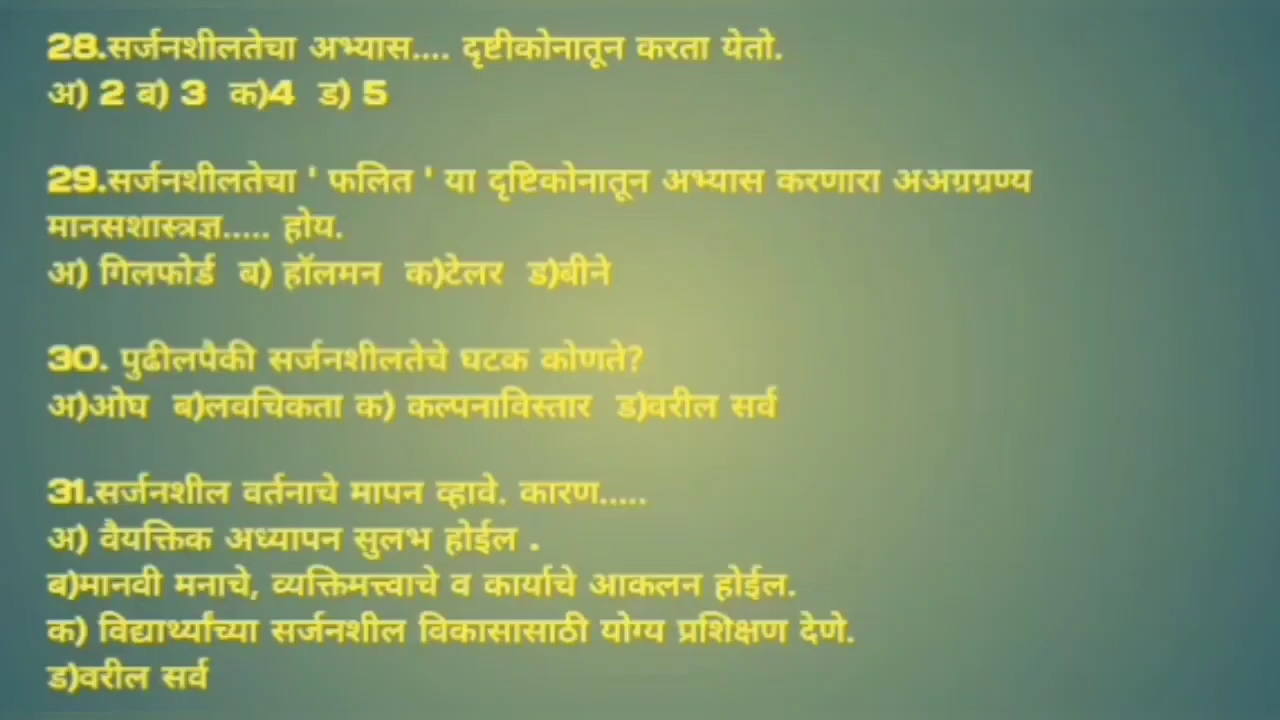 28.सर्जनशीलतेचा अभ्यास.... दृष्टीकोनातून करता येतो.
अ) 2 ब) 3 क)4 ड) 5
29.सर्जनशीलतेचा ' फलित ' या दृष्टिकोनातून अभ्यास करणारा अअग्रग्रण्य
मानसशास्त्रज्ञ..... होय.
अ) गिलफोर्ड ब) हॉलमन क)टेलर ड)बीने
30. पुढीलपैकी सर्जनशीलतेचे घटक कोणते?
अ)ओघ ब)लवचिकता क) कल्पनाविस्तार ड)वरील सर्व
31.सर्जनशील वर्तनाचे मापन व्हावे. कारण.....
अ) वैयक्तिक अध्यापन सुलभ होईल .
ब)मानवी मनाचे, व्यक्तिमत्त्वाचे व कार्याचे आकलन होईल.
क) विद्यार्थ्यांच्या सर्जनशील विकासासाठी योग्य प्रशिक्षण देणे.
ड)वरील सर्व